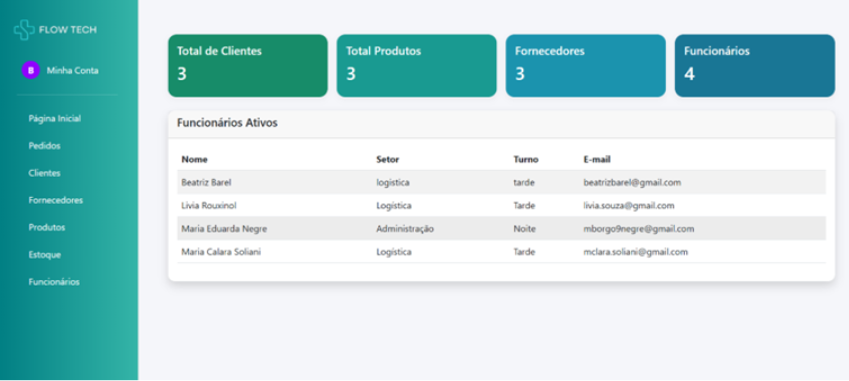 FLOW TECH
B Minha Conta
Página Inicial
Pedidos
Clientes
Fornecedores
Produtos
Estoque
Funcionários
Total de Clientes
3
Total Produtos
3
Fornecedores
3
Funcionários
4
Funcionários Ativos
Nome Setor Turno E-mail
Beatriz Barel logistica tarde beatrizbarel@gmail.com
Livia Rouxinol Logística Tarde livia.souza@gmail.com
Maria Eduarda Negre Administração Noite mborgo9negre@gmail.com
Maria Calara Soliani Logística Tarde mclara.soliani@gmail.com